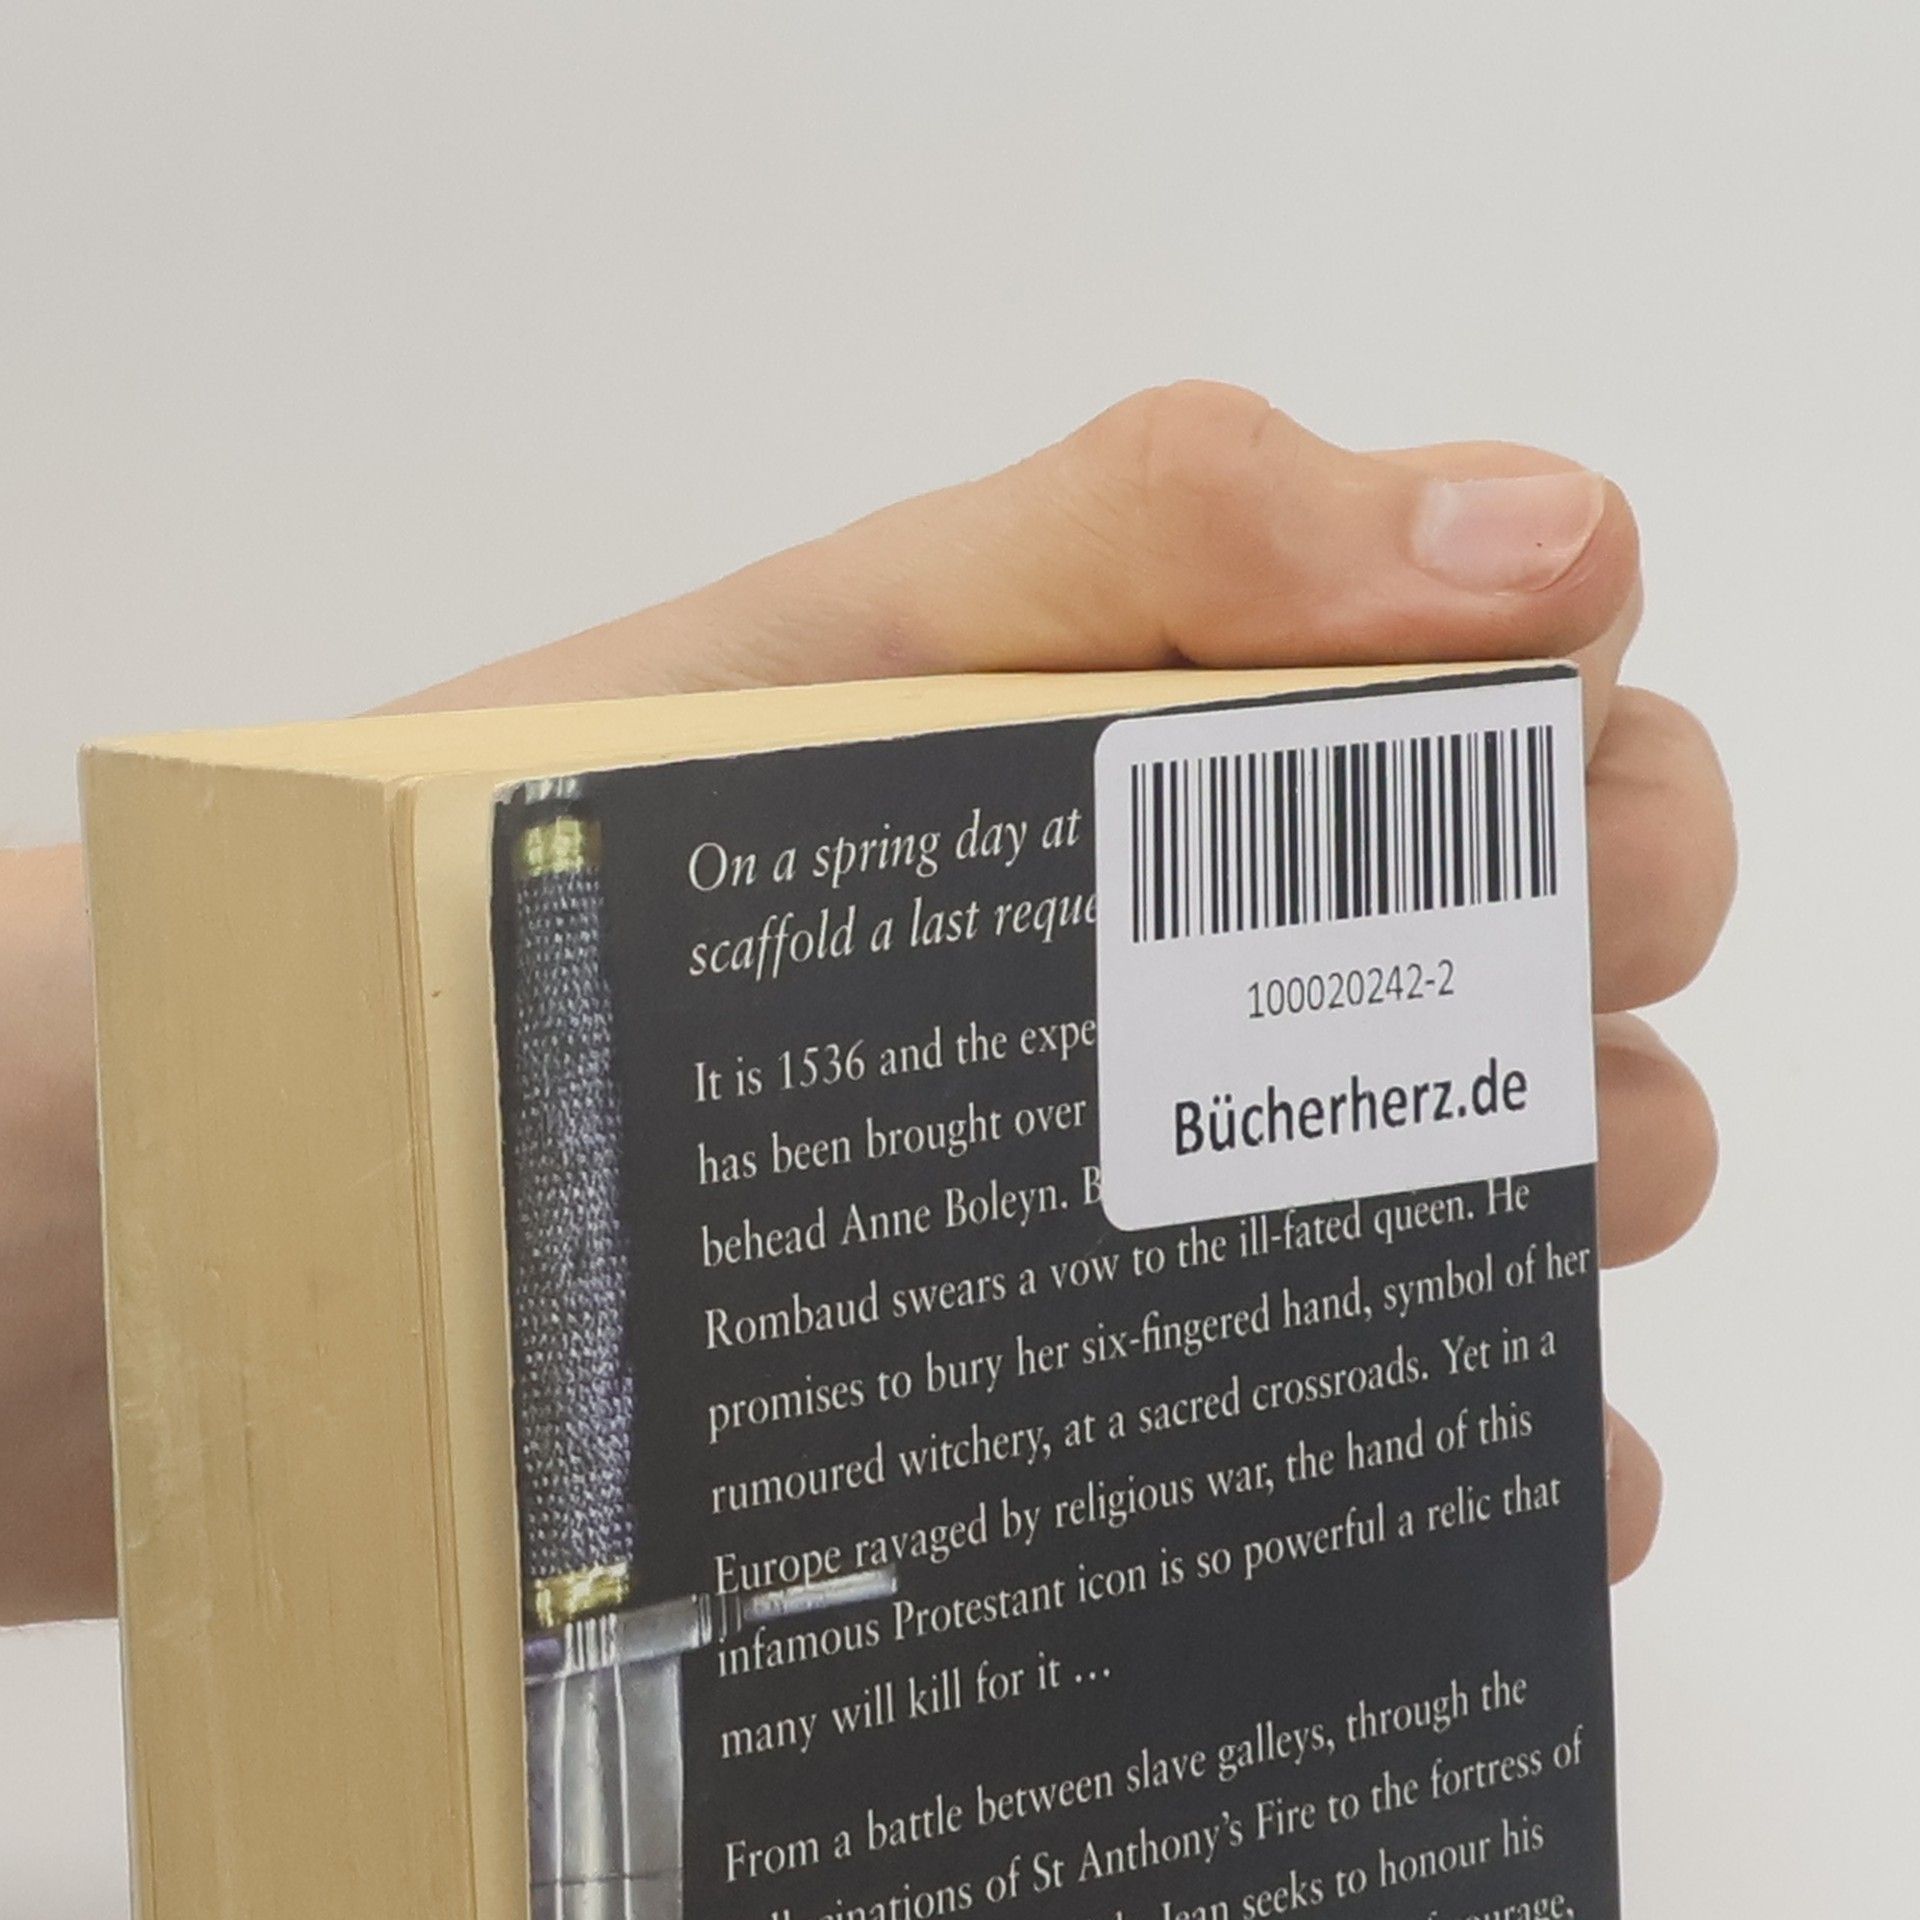 On a spring day at
scaffold a last reque
It is 1536 and the expe
has been brought over
behead Anne Boleyn. B
Rombaud swears a vow to the ill-fated queen. He
promises to bury her six-fingered hand, symbol of her
rumoured witchery, at a sacred crossroads. Yet in a
Europe ravaged by religious war, the hand of this
infamous Protestant icon is so powerful a relic that
many will kill for it ...
From a battle between slave galleys, through the
of St Anthony's Fire to the fortress of
Jean seeks to honour his
100020242-2
Bücherherz.de